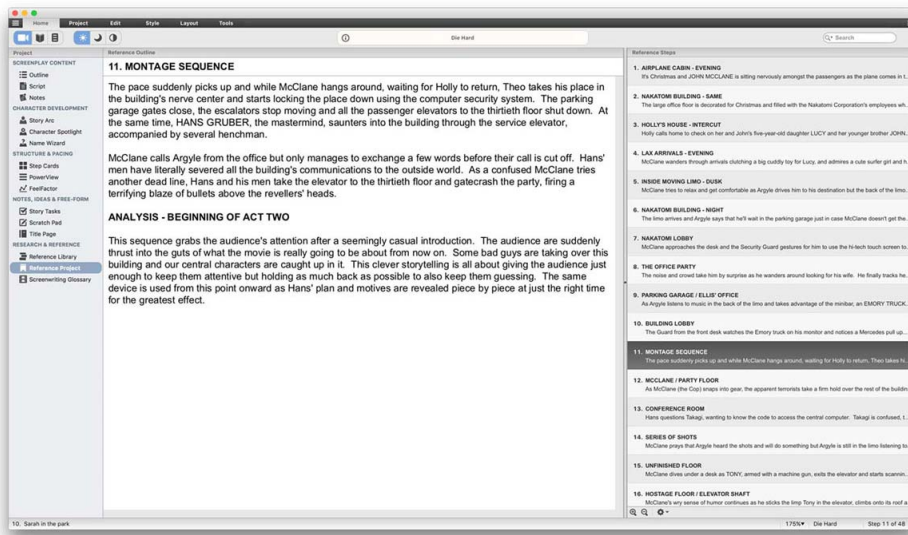 Home Project Edit Style Layout Tools
Die Hard
Search
Project
SCREENPLAY CONTENT
Outline
Script
Notes
CHARACTER DEVELOPMENT
Story Arc
Character Spotlight
Name Wizard
STRUCTURE & PACING
Step Cards
PowerView
FeelFactor
NOTES, IDEAS & FREE-FORM
Story Tasks
Scratch Pad
Title Page
RESEARCH & REFERENCE
Reference Library
Reference Project
Screenwriting Glossary
Reference Outline
11. MONTAGE SEQUENCE
The pace suddenly picks up and while McClane hangs around, waiting for Holly to return, Theo takes his place in
the building's nerve center and starts locking the place down using the computer security system. The parking
garage gates close, the escalators stop moving and all the passenger elevators to the thirtieth floor shut down. At
the same time, HANS GRUBER, the mastermind, saunters into the building through the service elevator,
accompanied by several henchman.
McClane calls Argyle from the office but only manages to exchange a few words before their call is cut off. Hans'
men have literally severed all the building's communications to the outside world. As a confused McClane tries
another dead line, Hans and his men take the elevator to the thirtieth floor and gatecrash the party, firing a
terrifying blaze of bullets above the revellers' heads.
ANALYSIS - BEGINNING OF ACT TWO
This sequence grabs the audience's attention after a seemingly casual introduction. The audience are suddenly
thrust into the guts of what the movie is really going to be about from now on. Some bad guys are taking over this
building and our central characters are caught up in it. This clever storytelling is all about giving the audience just
enough to keep them attentive but holding as much back as possible to also keep them guessing. The same
device is used from this point onward as Hans' plan and motives are revealed piece by piece at just the right time
for the greatest effect.
Reference Steps
1. AIRPLANE CABIN - EVENING
It's Christmas and JOHN MCCLANE is sitting nervously amongst the passengers as the plane comes in t...
2. NAKATOMI BUILDING - SAME
The large office floor is decorated for Christmas and filled with the Nakatomi Corporation's employees wh...
3. HOLLY'S HOUSE - INTERCUT
Holly calls home to check on her and John's five-year-old daughter LUCY and her younger brother JOHN...
4. LAX ARRIVALS - EVENING
McClane wanders through arrivals clutching a big cuddly toy for Lucy, and admires a cute surfer girl and h...
5. INSIDE MOVING LIMO - DUSK
McClane tries to relax and get comfortable as Argyle drives him to his destination but the back of the limo...
6. NAKATOMI BUILDING - NIGHT
The limo arrives and Argyle says that he'll wait in the parking garage just in case McClane doesn't get the...
7. NAKATOMI LOBBY
McClane approaches the desk and the Security Guard gestures for him to use the hi-tech touch screen to...
8. THE OFFICE PARTY
The noise and crowd take him by surprise as he wanders around looking for his wife. He finally tracks he...
9. PARKING GARAGE / ELLIS' OFFICE
As Argyle listens to music in the back of the limo and takes advantage of the minibar, an EMORY TRUCK...
10. BUILDING LOBBY
The Guard from the front desk watches the Emory truck on his monitor and notices a Mercedes pull up...
11. MONTAGE SEQUENCE
The pace suddenly picks up and while McClane hangs around, waiting for Holly to return, Theo takes hi...
12. MCCLANE / PARTY FLOOR
As McClane (the Cop) snaps into gear, the apparent terrorists take a firm hold over the rest of the buildin...
13. CONFERENCE ROOM
Hans questions Takagi, wanting to know the code to access the central computer. Takagi is confused, t...
14. SERIES OF SHOTS
McClane prays that Argyle heard the shots and will do something but Argyle is still in the limo listening to...
15. UNFINISHED FLOOR
McClane dives under a desk as TONY, armed with a machine gun, exits the elevator and starts scannin...
16. HOSTAGE FLOOR / ELEVATOR SHAFT
McClane's wry sense of humor continues as he sticks the limp Tony in the elevator, climbs onto its roof a...
10. Sarah in the park
175% Die Hard Step 11 of 48